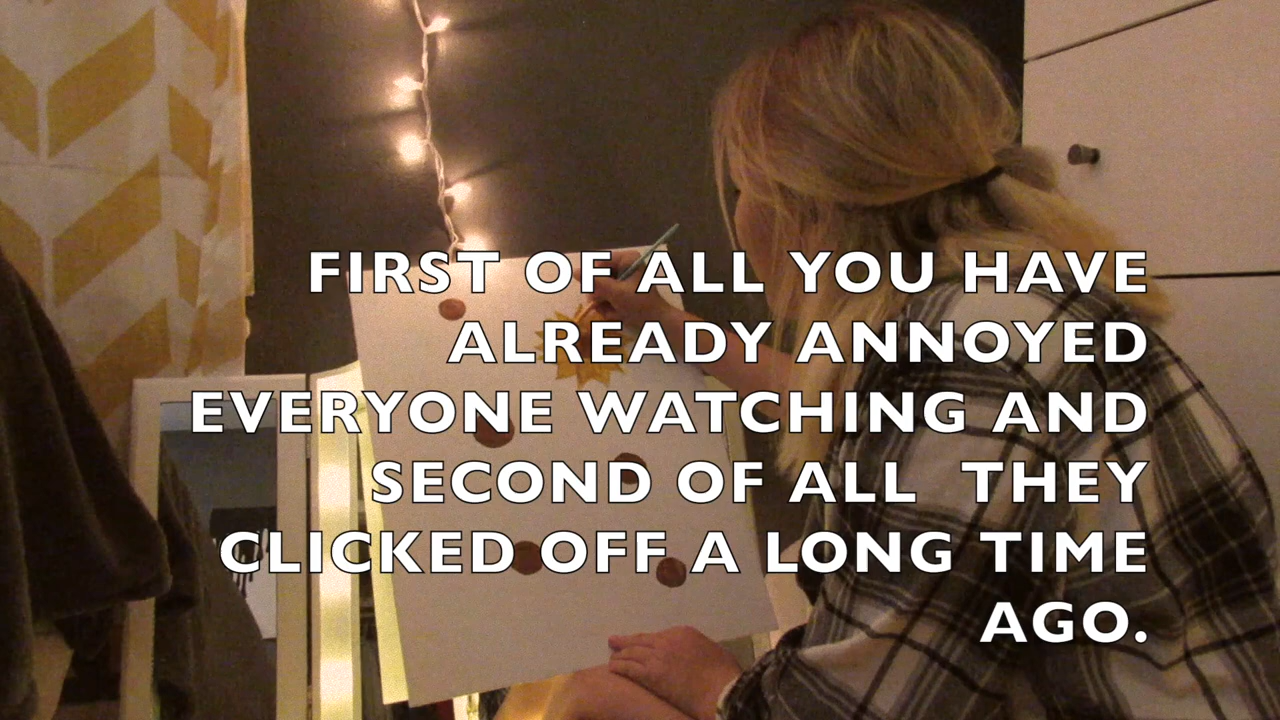 FIRST OF ALL YOU HAVE
ALREADY ANNOYED
EVERYONE WATCHING AND
SECOND OF ALL  THEY
CLICKED OFF A LONG TIME
AGO.